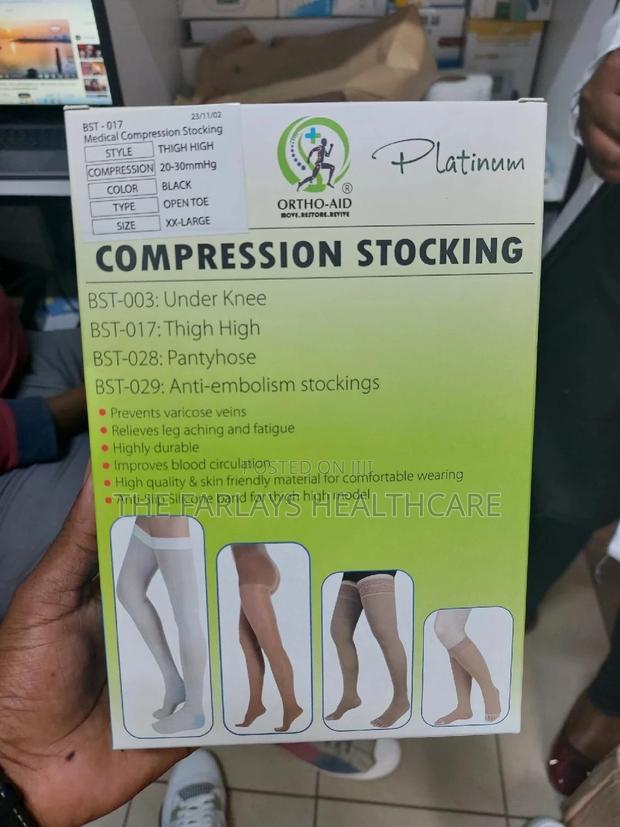 23/11/02
BST - 017
Medical Compression Stocking
STYLE THIGH HIGH
COMPRESSION 20-30mmHg
COLOR BLACK
TYPE OPEN TOE
SIZE XX-LARGE
ORTHO-AID
MOVE.RESTORE.REVIVE
®
Platinum
COMPRESSION STOCKING
BST-003: Under Knee
BST-017: Thigh High
BST-028: Pantyhose
BST-029: Anti-embolism stockings
• Prevents varicose veins
• Relieves leg aching and fatigue
• Highly durable
• Improves blood circulation
• High quality & skin friendly material for comfortable wearing
• Anti-Slip Silicone band for thigh high model
POSTED ON JIJI
THE FARLAYS HEALTHCARE